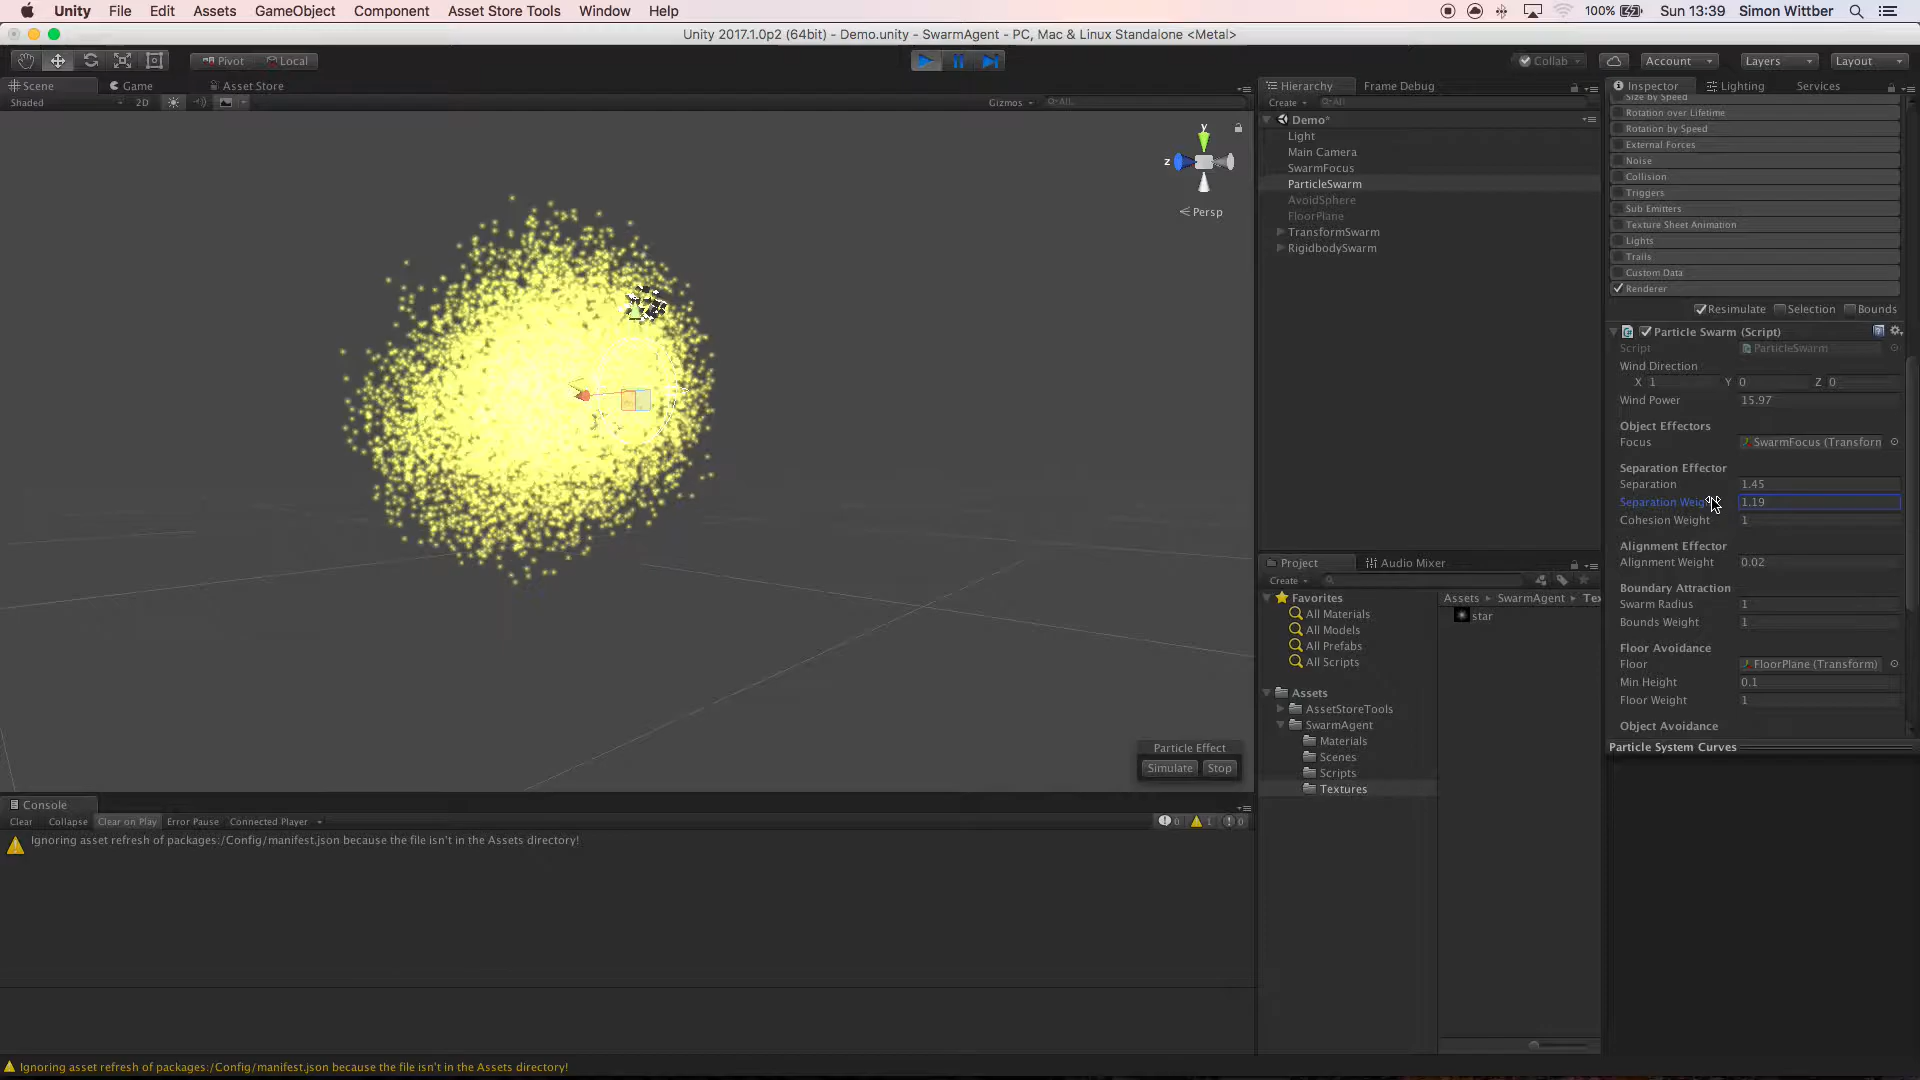 Unity File Edit Assets GameObject Component Asset Store Tools Window Help 100% Sun 13:39 Simon Wittber
Unity 2017.1.0p2 (64bit) - Demo.unity - SwarmAgent - PC, Mac & Linux Standalone <Metal>
Pivot Local Collab Account Layers Layout
Scene Game Asset Store
Shaded 2D Gizmos All
y
z
Persp
Particle Effect
Simulate Stop
Hierarchy Frame Debug
Create All
Demo*
Light
Main Camera
SwarmFocus
ParticleSwarm
AvoidSphere
FloorPlane
TransformSwarm
RigidbodySwarm
Inspector Lighting Services
Size by Speed
Rotation over Lifetime
Rotation by Speed
External Forces
Noise
Collision
Triggers
Sub Emitters
Texture Sheet Animation
Lights
Trails
Custom Data
Renderer
Resimulate Selection Bounds
Particle Swarm (Script)
Script ParticleSwarm
Wind Direction
X 1 Y 0 Z 0
Wind Power 15.97
Object Effectors
Focus SwarmFocus (Transform
Separation Effector
Separation 1.45
Separation Weig 1.19
Cohesion Weight 1
Alignment Effector
Alignment Weight 0.02
Boundary Attraction
Swarm Radius 1
Bounds Weight 1
Floor Avoidance
Floor FloorPlane (Transform)
Min Height 0.1
Floor Weight 1
Object Avoidance
Particle System Curves
Project Audio Mixer
Create
Favorites
All Materials
All Models
All Prefabs
All Scripts
Assets
AssetStoreTools
SwarmAgent
Materials
Scenes
Scripts
Textures
Assets SwarmAgent Tex
star
Console
Clear Collapse Clear on Play Error Pause Connected Player 0 1 0
Ignoring asset refresh of packages:/Config/manifest.json because the file isn't in the Assets directory!
Ignoring asset refresh of packages:/Config/manifest.json because the file isn't in the Assets directory!